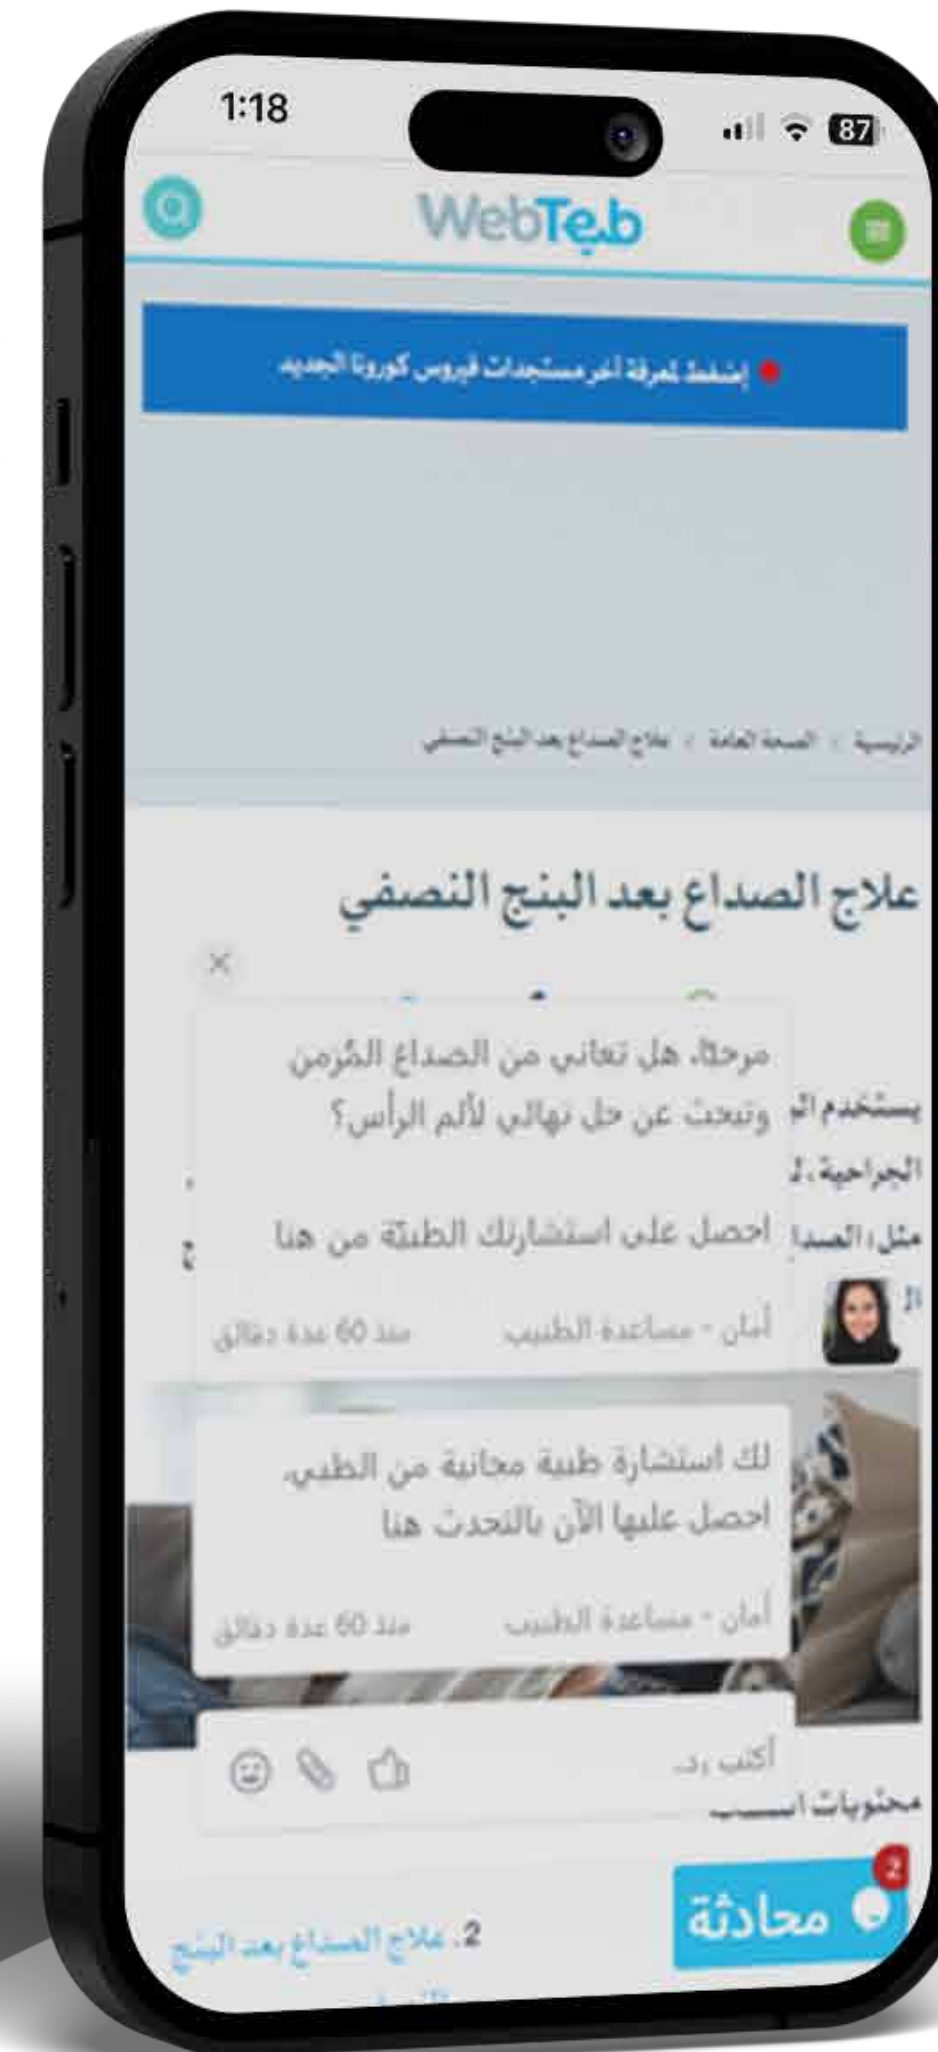 1:18
87
WebTeb
إضغط لمعرفة أخر مستجدات فيروس كورونا الجديد
الرئيسية > الصحة العامة > علاج الصداع بعد البنج النصفي
علاج الصداع بعد البنج النصفي
مرحبًا، هل تعاني من الصداع المُزمن
وتبحث عن حل نهائي لألم الرأس؟
يستخدم
الجراحية،
احصل على استشارتك الطبيّة من هنا
مثل:
أمان - مساعدة الطبيب
منذ 60 عدة دقائق
لك استشارة طبية مجانية من الطبي.
احصل عليها الآن بالتحدث هنا
أمان - مساعدة الطبيب
منذ 60 عدة دقائق
أكتب رد..
محتويات
2
محادثة
2. علاج الصداع بعد البنج